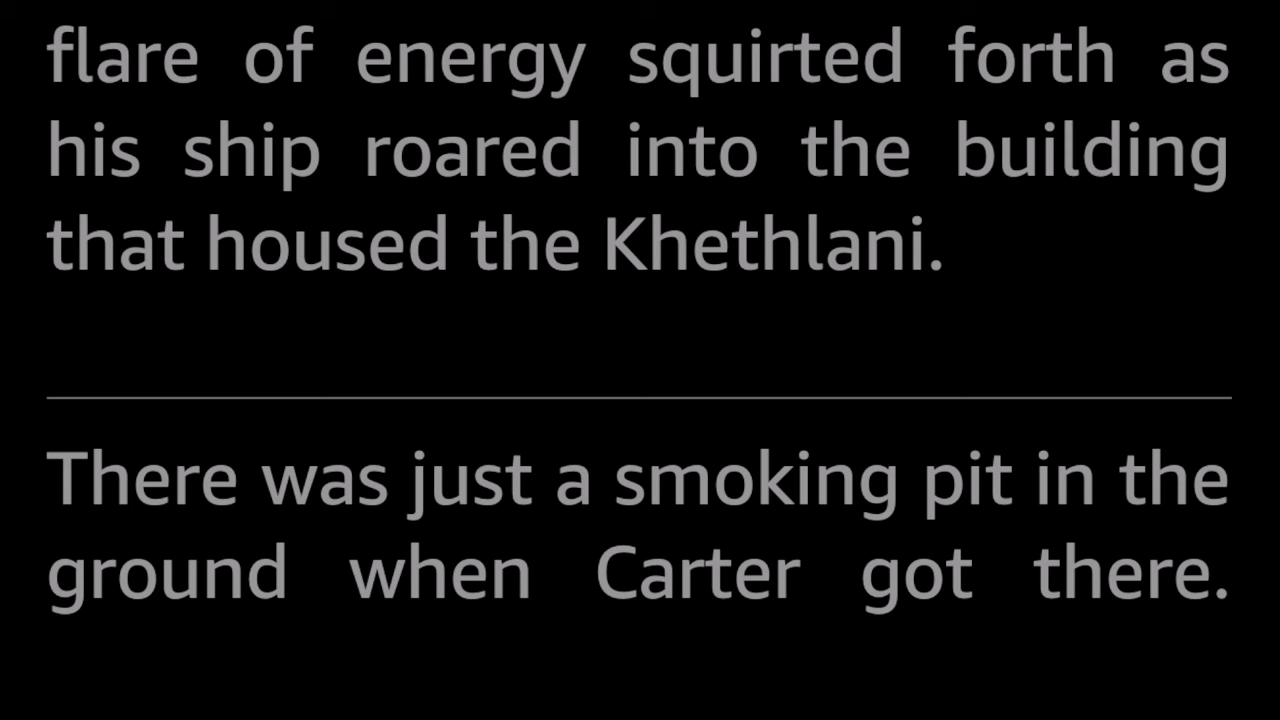 flare of energy squirted forth as
his ship roared into the building
that housed the Khethlani.
There was just a smoking pit in the
ground when Carter got there.